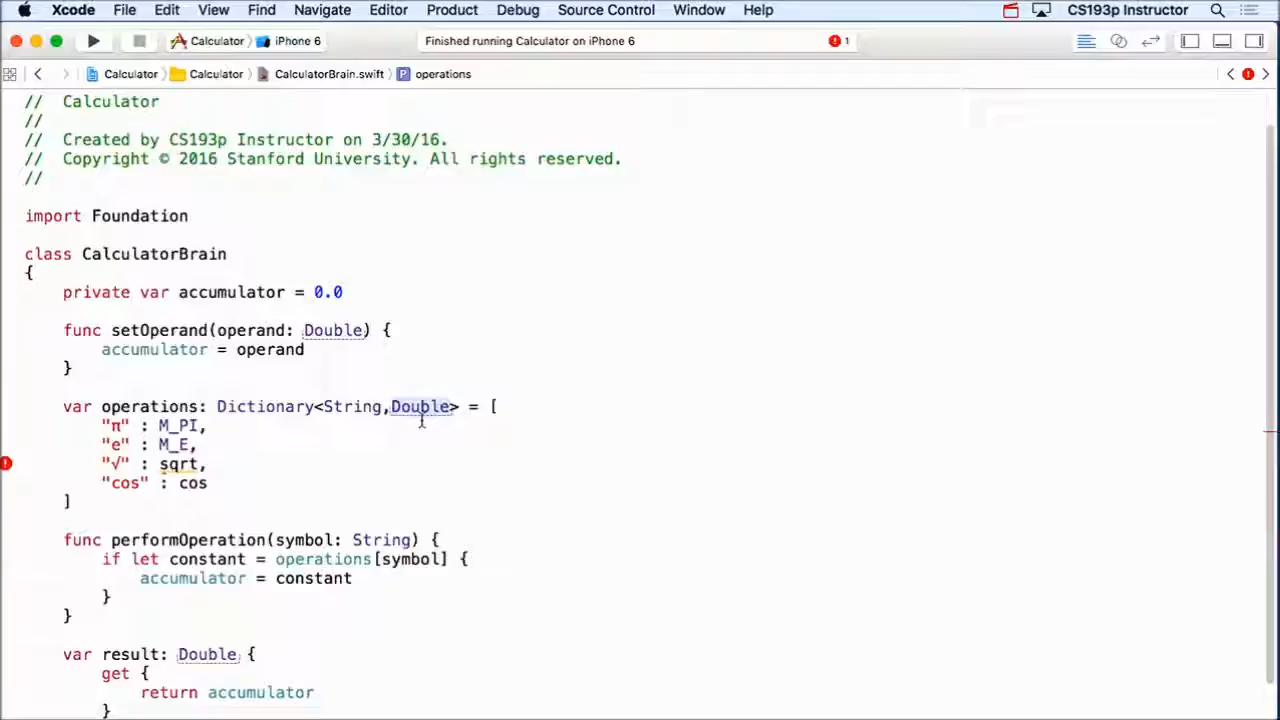 Xcode File Edit View Find Navigate Editor Product Debug Source Control Window Help CS193p Instructor
Calculator iPhone 6 Finished running Calculator on iPhone 6 1
Calculator Calculator CalculatorBrain.swift P operations
//  Calculator
//
//  Created by CS193p Instructor on 3/30/16.
//  Copyright © 2016 Stanford University. All rights reserved.
//
import Foundation
class CalculatorBrain
{
    private var accumulator = 0.0
    func setOperand(operand: Double) {
        accumulator = operand
    }
    var operations: Dictionary<String,Double> = [
        "π" : M_PI,
        "e" : M_E,
        "√" : sqrt,
        "cos" : cos
    ]
    func performOperation(symbol: String) {
        if let constant = operations[symbol] {
            accumulator = constant
        }
    }
    var result: Double {
        get {
            return accumulator
        }